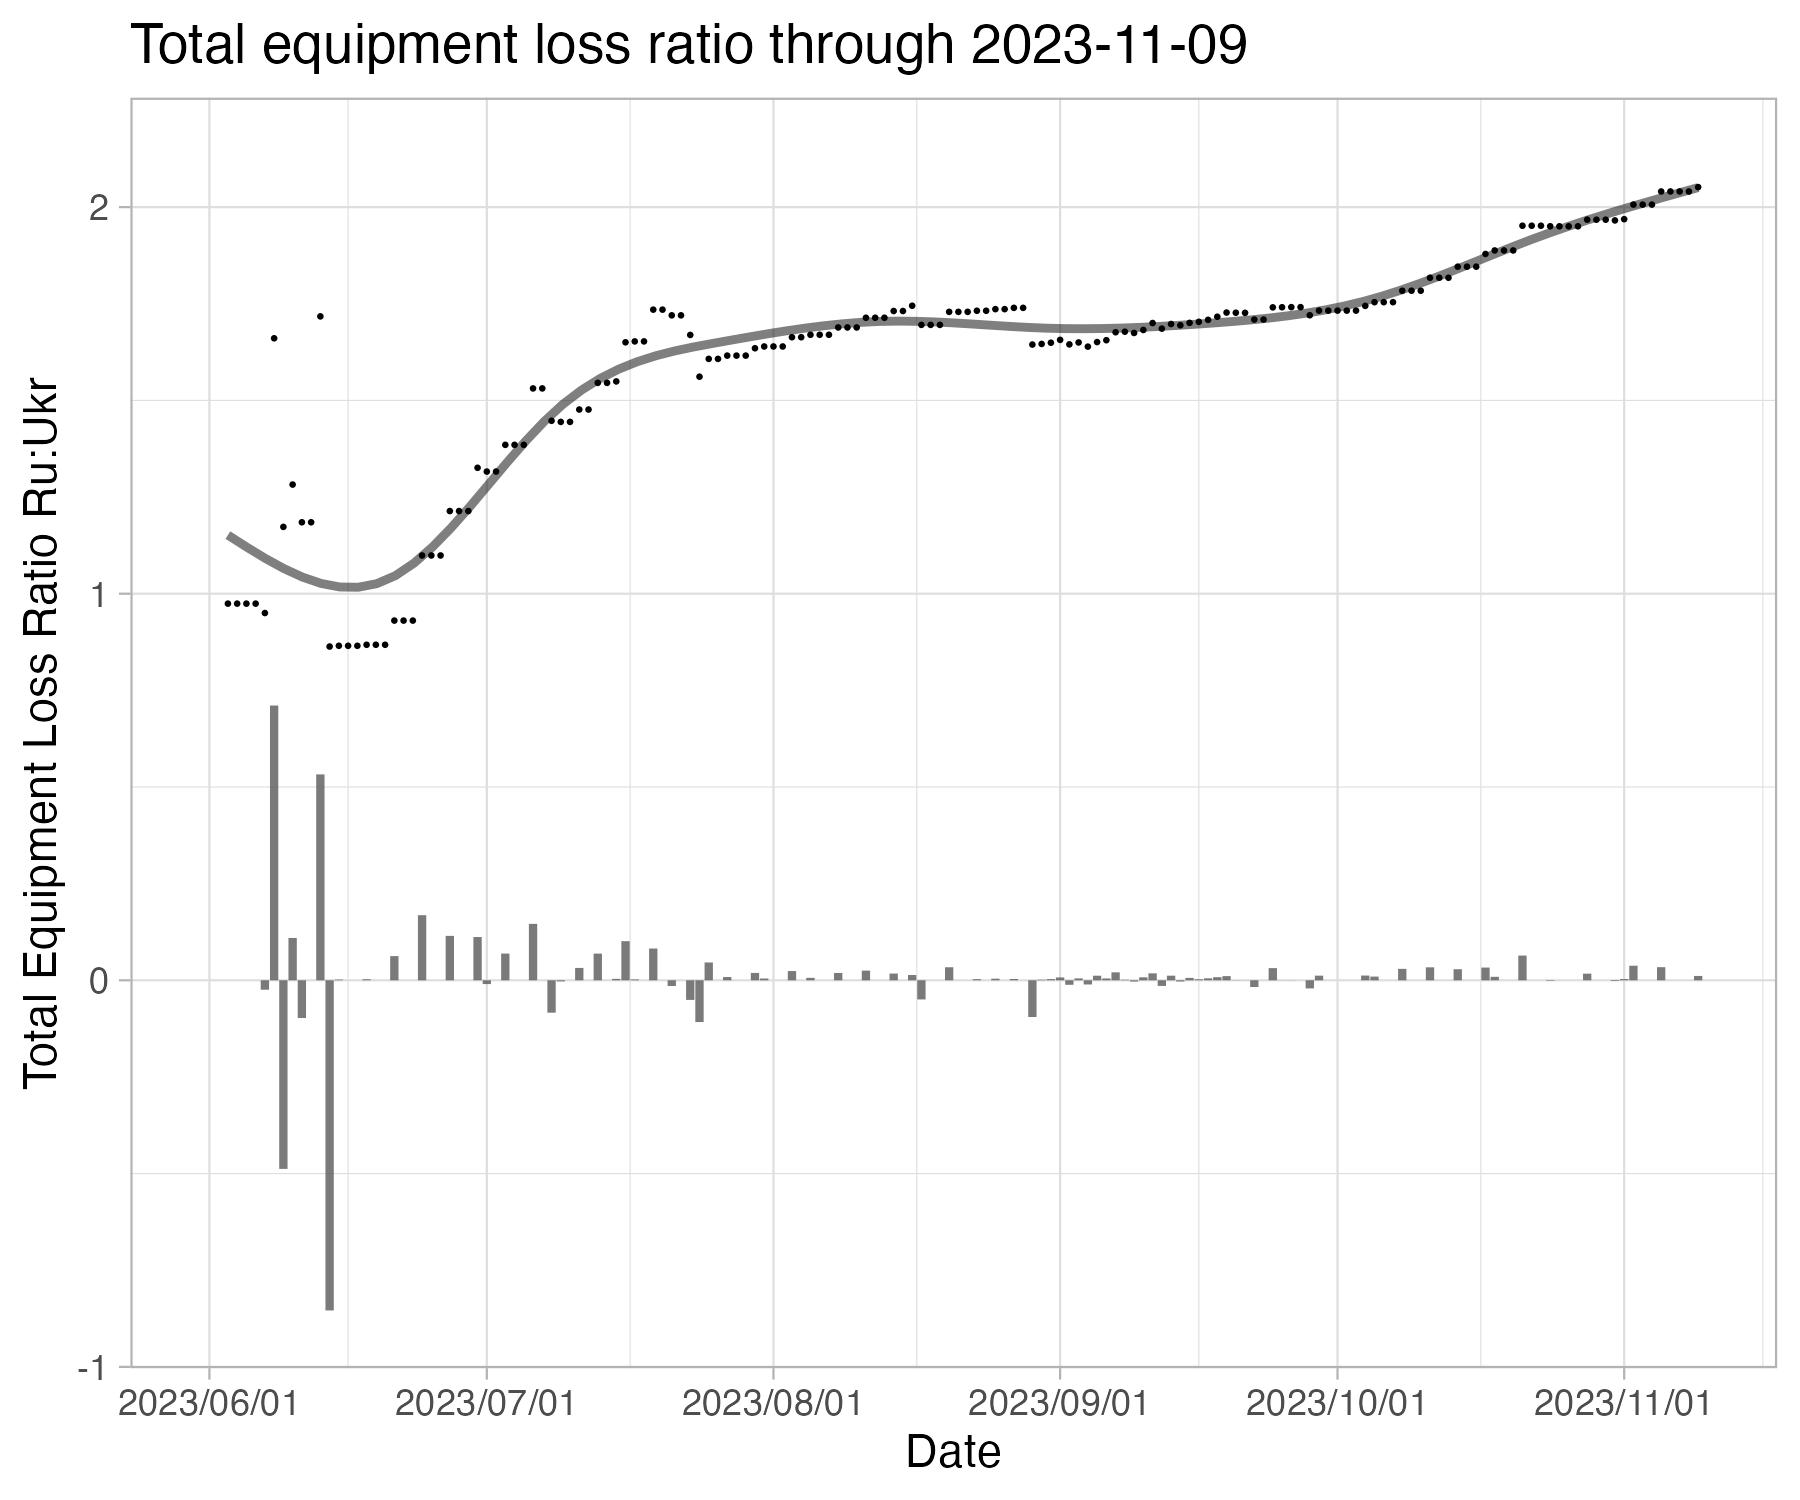 Total equipment loss ratio through 2023-11-09
Total Equipment Loss Ratio Ru:Ukr
2
1
0
-1
2023/06/01 2023/07/01 2023/08/01 2023/09/01 2023/10/01 2023/11/01
Date